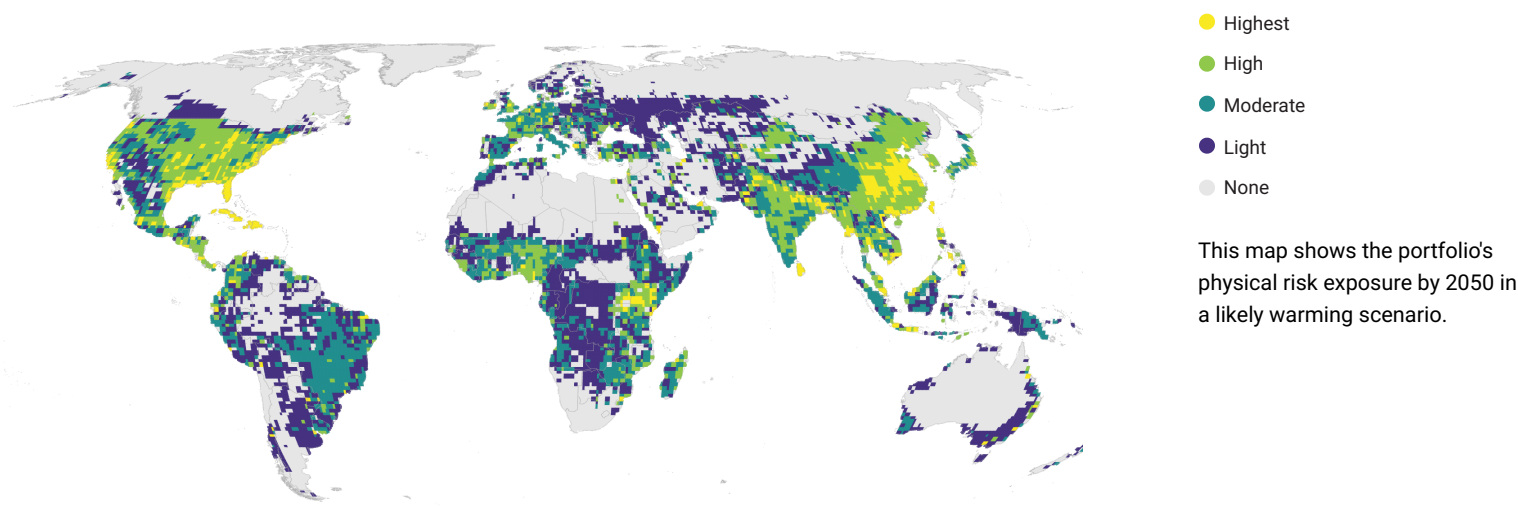 Highest
High
Moderate
Light
None
This map shows the portfolio's
physical risk exposure by 2050 in
a likely warming scenario.